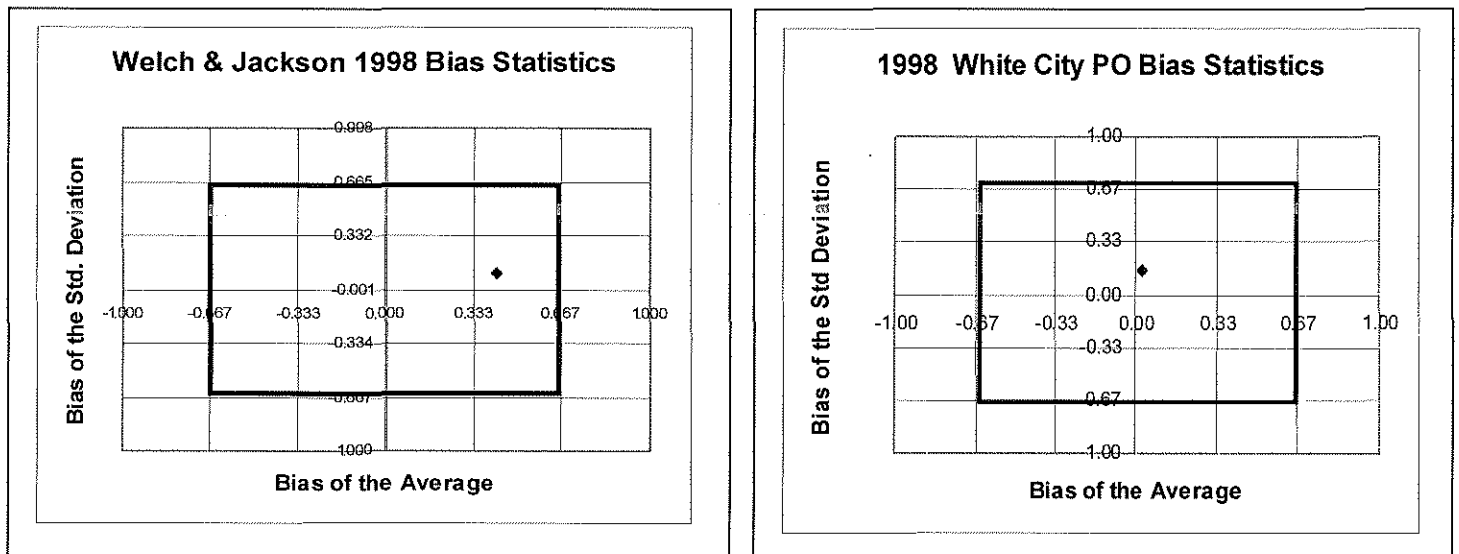 Welch & Jackson 1998 Bias Statistics
Bias of the Std. Deviation
0.998
0.665
0.332
-0.001
-1.000 -0.667 -0.333 0.000 0.333 0.667 1.000
-0.334
-0.667
-1.000
Bias of the Average
1998 White City PO Bias Statistics
Bias of the Std Deviation
1.00
0.67
0.33
0.00
-1.00 -0.67 -0.33 0.00 0.33 0.67 1.00
-0.33
-0.67
-1.00
Bias of the Average